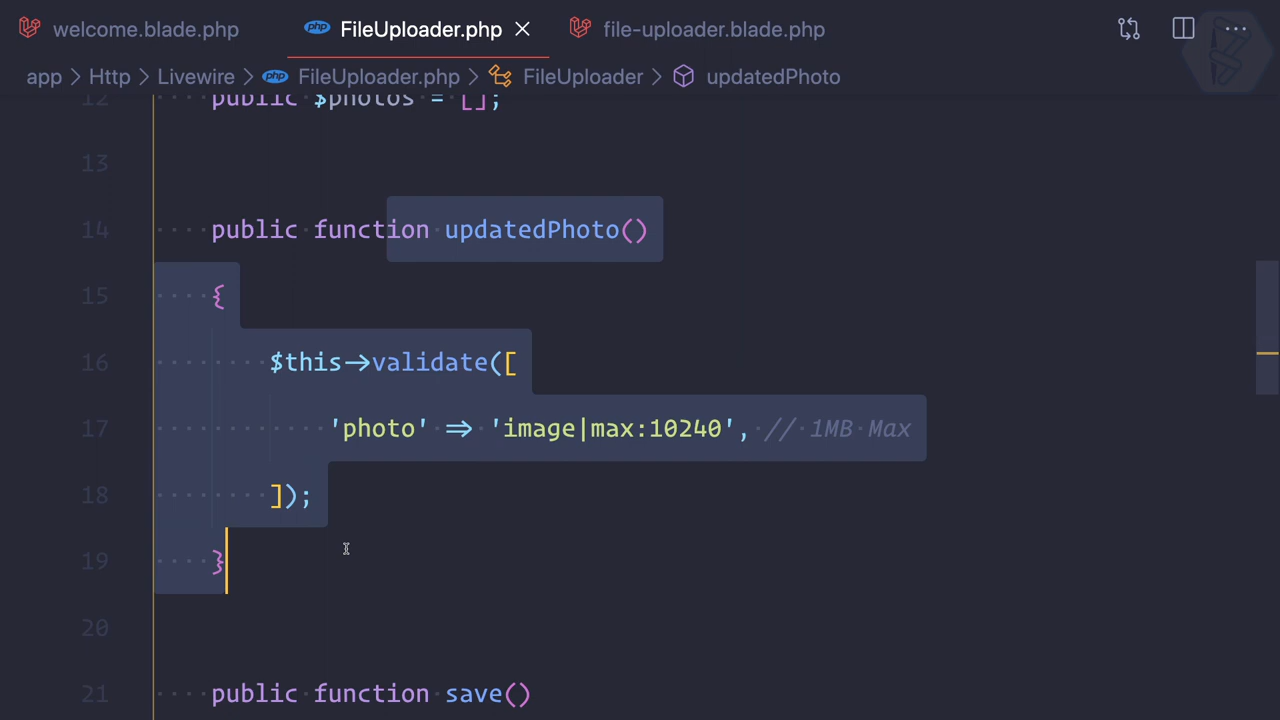 welcome.blade.php
FileUploader.php
file-uploader.blade.php
app > Http > Livewire > FileUploader.php > FileUploader > updatedPhoto
12 public $photos = [];
13
14 public function updatedPhoto()
15 {
16 $this->validate([
17 'photo' => 'image|max:10240', // 1MB Max
18 ]);
19 }
20
21 public function save()